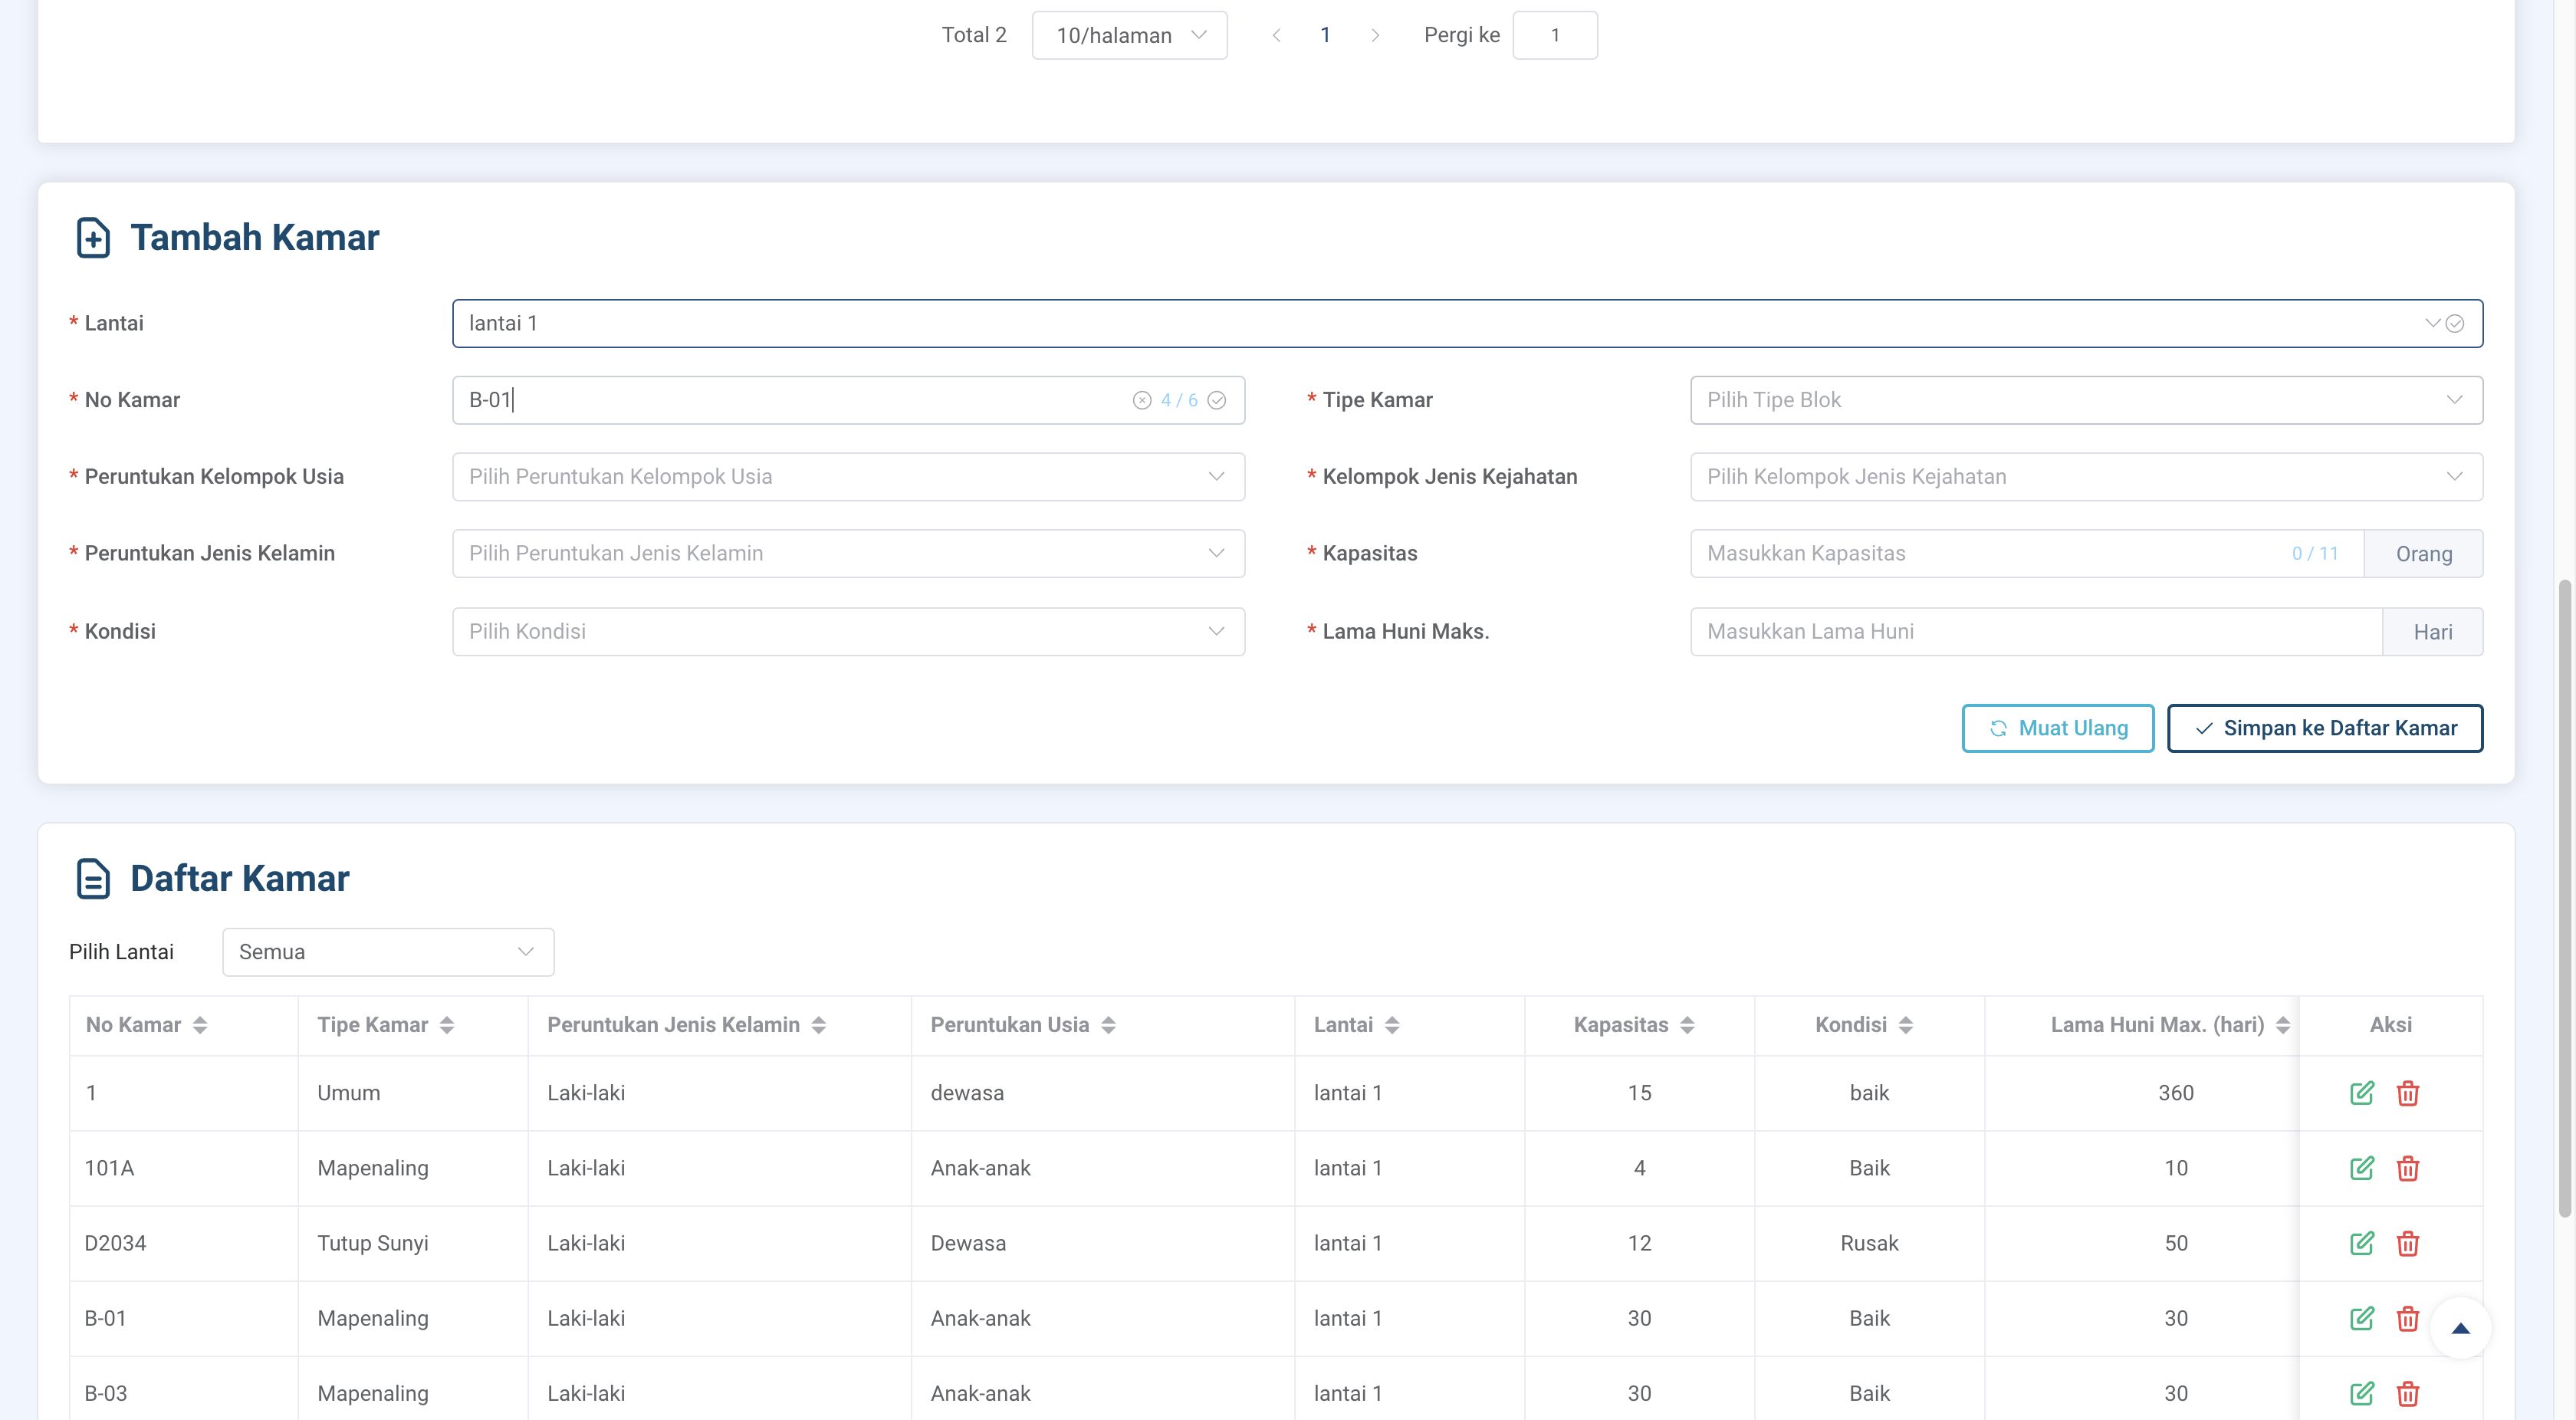 Total 2 10/halaman 1 Pergi ke 1
Tambah Kamar
* Lantai lantai 1
* No Kamar B-01 4 / 6 * Tipe Kamar Pilih Tipe Blok
* Peruntukan Kelompok Usia Pilih Peruntukan Kelompok Usia * Kelompok Jenis Kejahatan Pilih Kelompok Jenis Kejahatan
* Peruntukan Jenis Kelamin Pilih Peruntukan Jenis Kelamin * Kapasitas Masukkan Kapasitas 0 / 11 Orang
* Kondisi Pilih Kondisi * Lama Huni Maks. Masukkan Lama Huni Hari
Muat Ulang Simpan ke Daftar Kamar
Daftar Kamar
Pilih Lantai Semua
No Kamar Tipe Kamar Peruntukan Jenis Kelamin Peruntukan Usia Lantai Kapasitas Kondisi Lama Huni Max. (hari) Aksi
1 Umum Laki-laki dewasa lantai 1 15 baik 360
101A Mapenaling Laki-laki Anak-anak lantai 1 4 Baik 10
D2034 Tutup Sunyi Laki-laki Dewasa lantai 1 12 Rusak 50
B-01 Mapenaling Laki-laki Anak-anak lantai 1 30 Baik 30
B-03 Mapenaling Laki-laki Anak-anak lantai 1 30 Baik 30